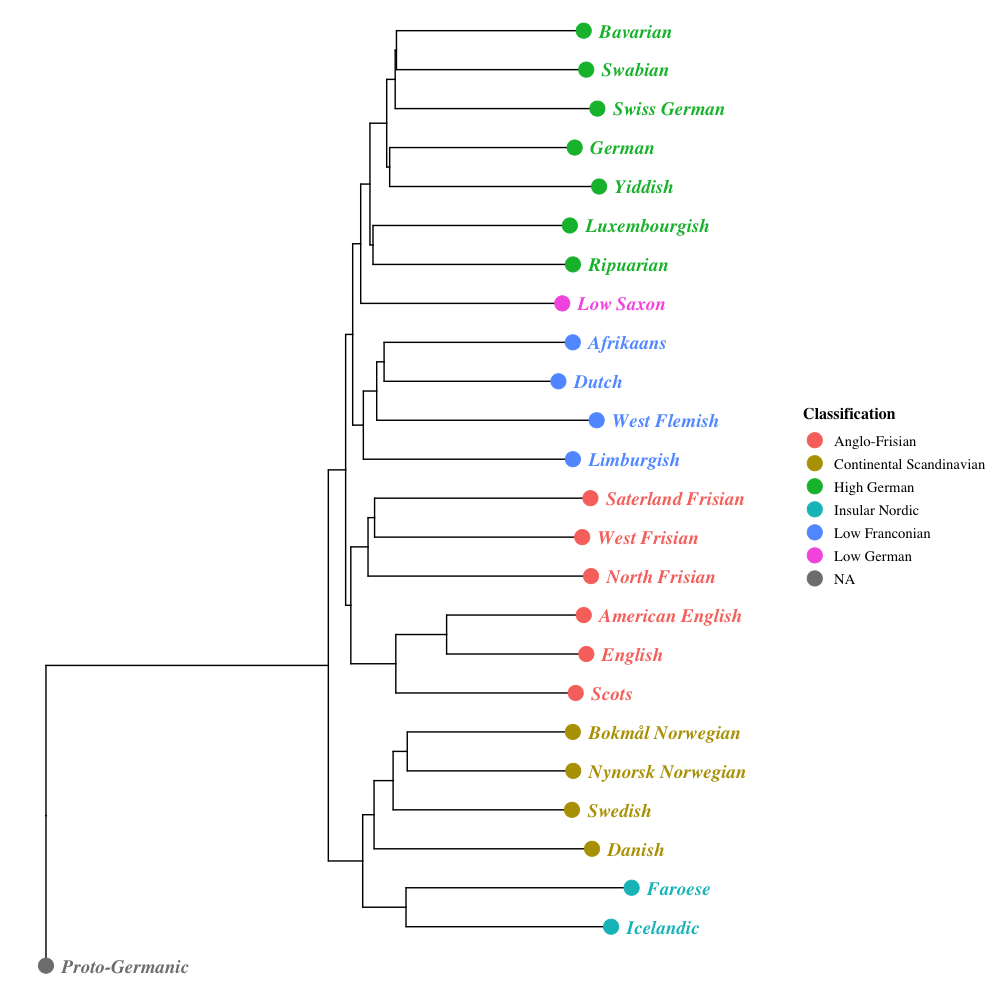 Bavarian
Swabian
Swiss German
German
Yiddish
Luxembourgish
Ripuarian
Low Saxon
Afrikaans
Dutch
West Flemish
Limburgish
Saterland Frisian
West Frisian
North Frisian
American English
English
Scots
Bokmål Norwegian
Nynorsk Norwegian
Swedish
Danish
Faroese
Icelandic
Proto-Germanic
Classification
Anglo-Frisian
Continental Scandinavian
High German
Insular Nordic
Low Franconian
Low German
NA